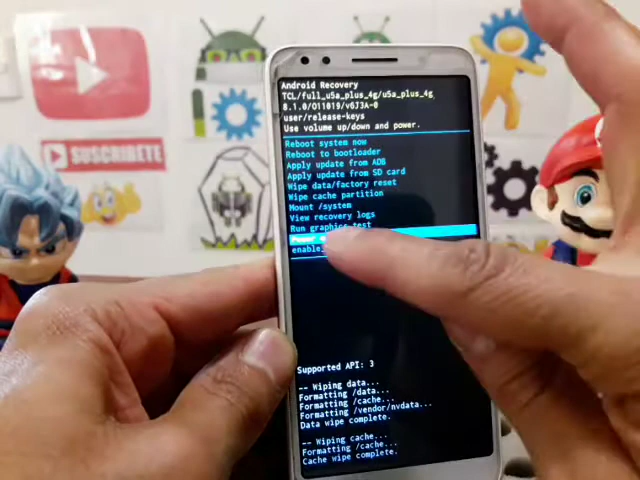 SUSCRIBETE
Android Recovery
TCL/full_u5a_plus_4g/u5a_plus_4g
8.1.0/O11019/v6J3A-0
user/release-keys
Use volume up/down and power.
Reboot system now
Reboot to bootloader
Apply update from ADB
Apply update from SD card
Wipe data/factory reset
Wipe cache partition
Mount /system
View recovery logs
Run graphics test
Power
enable
Supported API: 3
-- Wiping data...
Formatting /data...
Formatting /cache...
Formatting /vendor/nvdata...
Data wipe complete.
-- Wiping cache...
Formatting /cache...
Cache wipe complete.